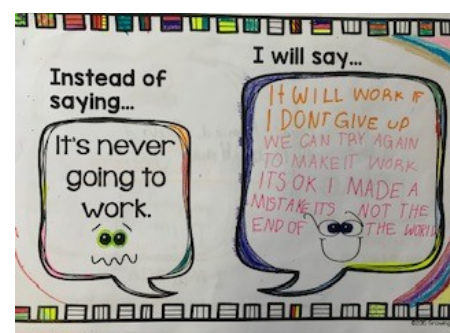 Instead of
saying...
It's never
going to
work.
I will say...
It WILL WORK IF
I DONT GIVE UP
WE CAN TRY AGAIN
TO MAKE IT WORK
ITS OK I MADE A
MISTAKE ITS NOT THE
END OF THE WORLD